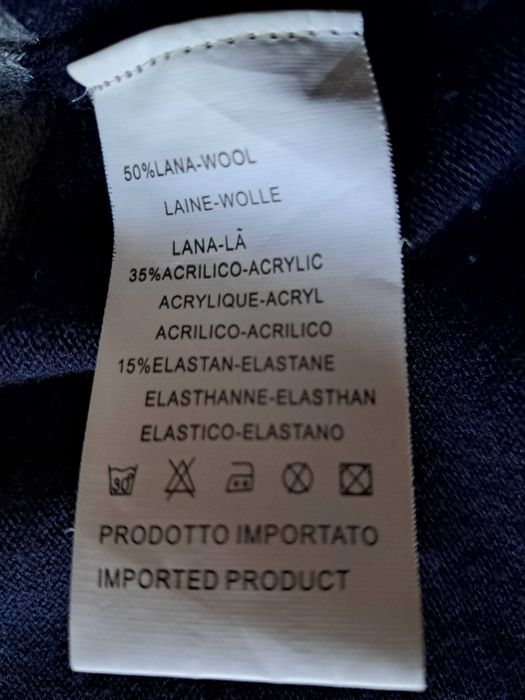 50%LANA-WOOL
LAINE-WOLLE
LANA-LÃ
35%ACRILICO-ACRYLIC
ACRYLIQUE-ACRYL
ACRILICO-ACRILICO
15%ELASTAN-ELASTANE
ELASTHANNE-ELASTHAN
ELASTICO-ELASTANO
30°
PRODOTTO IMPORTATO
IMPORTED PRODUCT